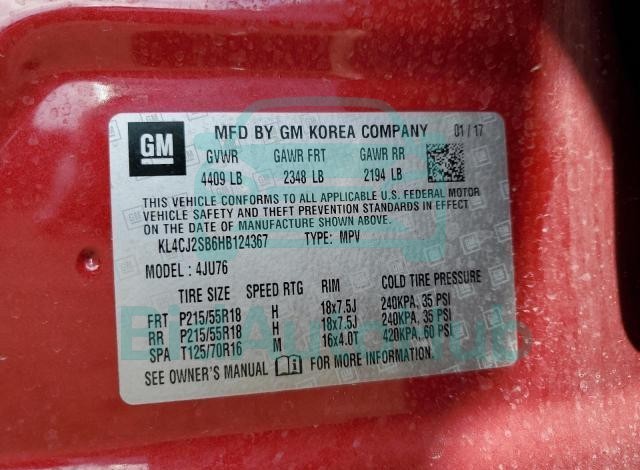 GM MFD BY GM KOREA COMPANY 01/17
GVWR GAWR FRT GAWR RR
4409 LB 2348 LB 2194 LB
THIS VEHICLE CONFORMS TO ALL APPLICABLE U.S. FEDERAL MOTOR
VEHICLE SAFETY AND THEFT PREVENTION STANDARDS IN EFFECT
ON THE DATE OF MANUFACTURE SHOWN ABOVE.
KL4CJ2SB6HB124367 TYPE: MPV
MODEL : 4JU76
TIRE SIZE SPEED RTG RIM COLD TIRE PRESSURE
FRT P215/55R18 H 18x7.5J 240KPA, 35 PSI
RR P215/55R18 H 18x7.5J 240KPA, 35 PSI
SPA T125/70R16 M 16x4.0T 420KPA, 60 PSI
SEE OWNER'S MANUAL FOR MORE INFORMATION.